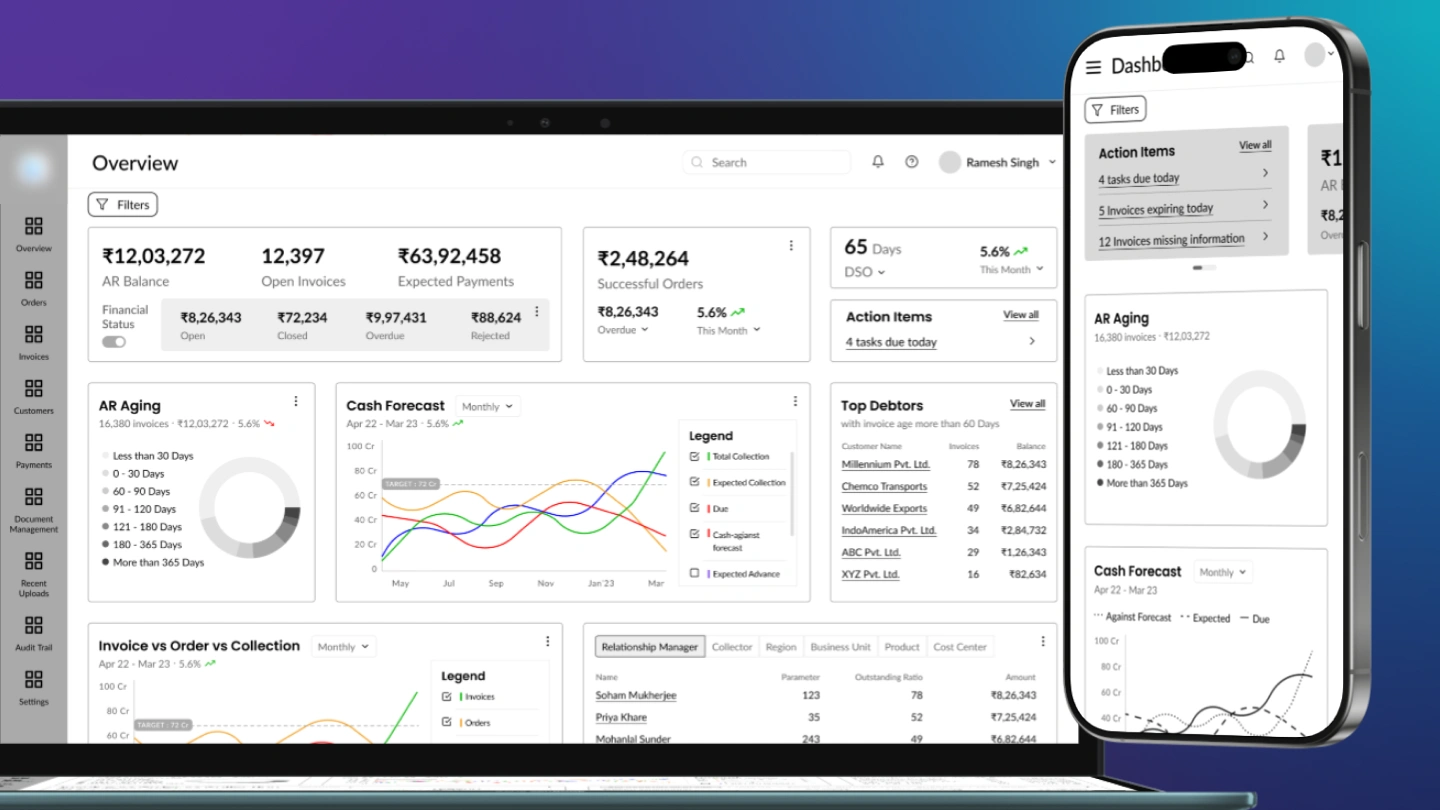 Overview
Search
Ramesh Singh
Filters
Overview
Orders
Invoices
Customers
Payments
Document
Management
Recent
Uploads
Audit Trail
Settings
₹12,03,272
AR Balance
12,397
Open Invoices
₹63,92,458
Expected Payments
Financial
Status
₹8,26,343
Open
₹72,234
Closed
₹9,97,431
Overdue
₹88,624
Rejected
₹2,48,264
Successful Orders
₹8,26,343
Overdue
5.6%
This Month
65 Days
DSO
5.6%
This Month
Action Items
View all
4 tasks due today
AR Aging
16,380 invoices · ₹12,03,272 · 5.6%
Less than 30 Days
0 - 30 Days
60 - 90 Days
91 - 120 Days
121 - 180 Days
180 - 365 Days
More than 365 Days
Cash Forecast
Monthly
Apr 22 - Mar 23 · 5.6%
100 Cr
80 Cr
60 Cr
40 Cr
20 Cr
0
TARGET : 72 Cr
May Jul Sep Nov Jan'23 Mar
Legend
Total Collection
Expected Collection
Due
Cash-agianst
forecast
Expected Advance
Top Debtors
View all
with invoice age more than 60 Days
Customer Name Invoices Balance
Millennium Pvt. Ltd. 78 ₹8,26,343
Chemco Transports 52 ₹7,25,424
Worldwide Exports 49 ₹6,82,644
IndoAmerica Pvt. Ltd. 34 ₹2,84,732
ABC Pvt. Ltd. 29 ₹1,26,343
XYZ Pvt. Ltd. 16 ₹82,634
Invoice vs Order vs Collection
Monthly
Apr 22 - Mar 23 · 5.6%
100 Cr
80 Cr
60 Cr
TARGET : 72 Cr
Legend
Invoices
Orders
Relationship Manager Collector Region Business Unit Product Cost Center
Name Parameter Outstanding Ratio Amount
Soham Mukherjee 123 78 ₹8,26,343
Priya Khare 35 52 ₹7,25,424
Mohanlal Sunder 243 49 ₹6,82,644
Dashb
Filters
Action Items
View all
4 tasks due today
5 Invoices expiring today
12 Invoices missing information
₹1
AR
₹8,2
Over
AR Aging
16,380 invoices · ₹12,03,272
Less than 30 Days
0 - 30 Days
60 - 90 Days
91 - 120 Days
121 - 180 Days
180 - 365 Days
More than 365 Days
Cash Forecast
Monthly
Apr 22 - Mar 23
Against Forecast Expected Due
100 Cr
80 Cr
60 Cr
40 Cr